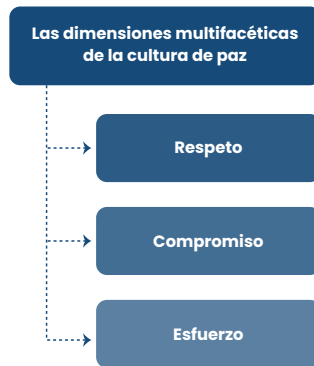 Las dimensiones multifacéticas
de la cultura de paz
Respeto
Compromiso
Esfuerzo